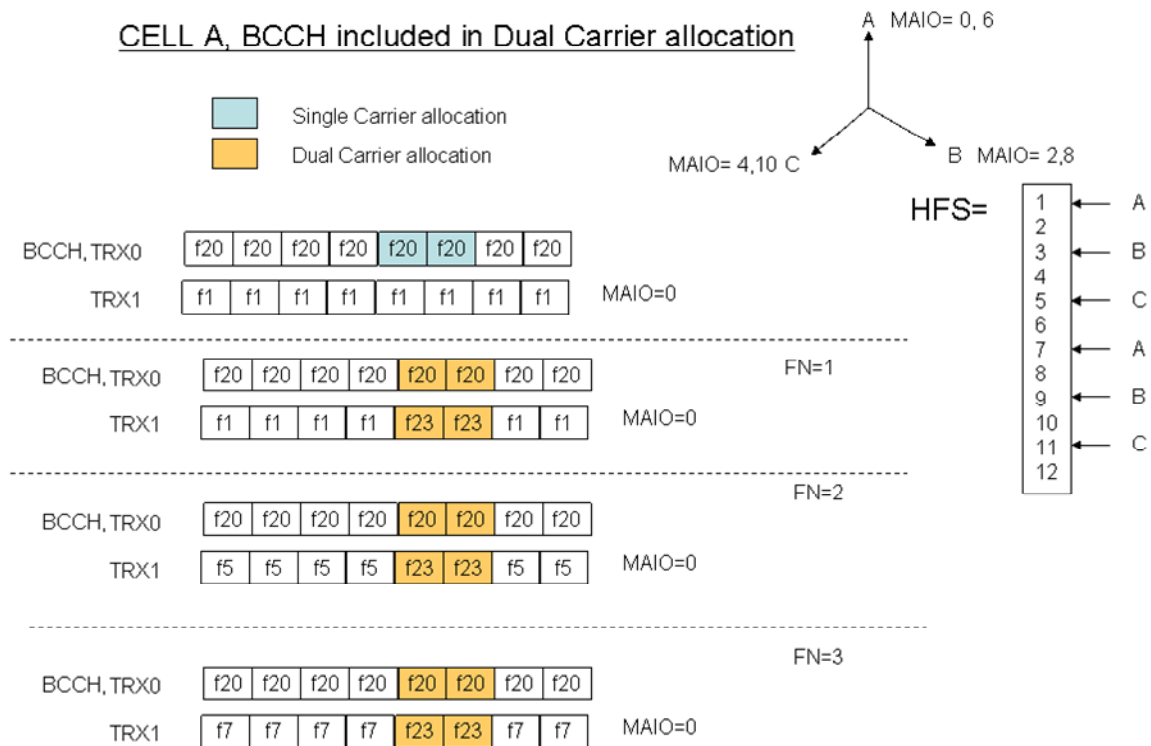 CELL A, BCCH included in Dual Carrier allocation
A MAIO= 0, 6
Single Carrier allocation
Dual Carrier allocation
MAIO= 4,10 C
B MAIO= 2,8
HFS=
1 A
2
3 B
4
5 C
6
7 A
8
9 B
10
11 C
12
BCCH, TRX0 f20 f20 f20 f20 f20 f20 f20 f20
TRX1 f1 f1 f1 f1 f1 f1 f1 f1 MAIO=0
FN=1
BCCH, TRX0 f20 f20 f20 f20 f20 f20 f20 f20
TRX1 f1 f1 f1 f1 f23 f23 f1 f1 MAIO=0
FN=2
BCCH, TRX0 f20 f20 f20 f20 f20 f20 f20 f20
TRX1 f5 f5 f5 f5 f23 f23 f5 f5 MAIO=0
FN=3
BCCH, TRX0 f20 f20 f20 f20 f20 f20 f20 f20
TRX1 f7 f7 f7 f7 f23 f23 f7 f7 MAIO=0